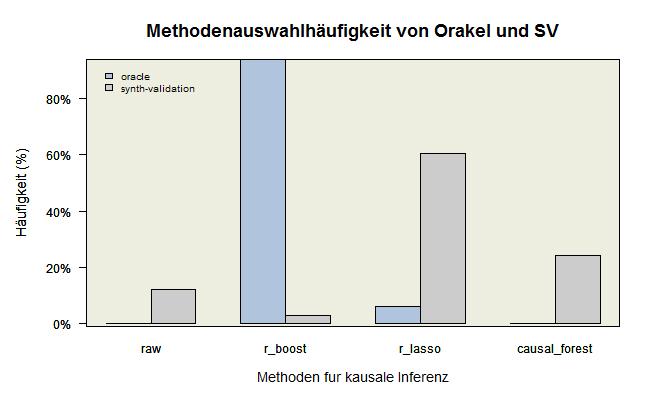 Methodenauswahlhäufigkeit von Orakel und SV
oracle
synth-validation
Häufigkeit (%)
80%
60%
40%
20%
0%
raw
r_boost
r_lasso
causal_forest
Methoden fur kausale Inferenz